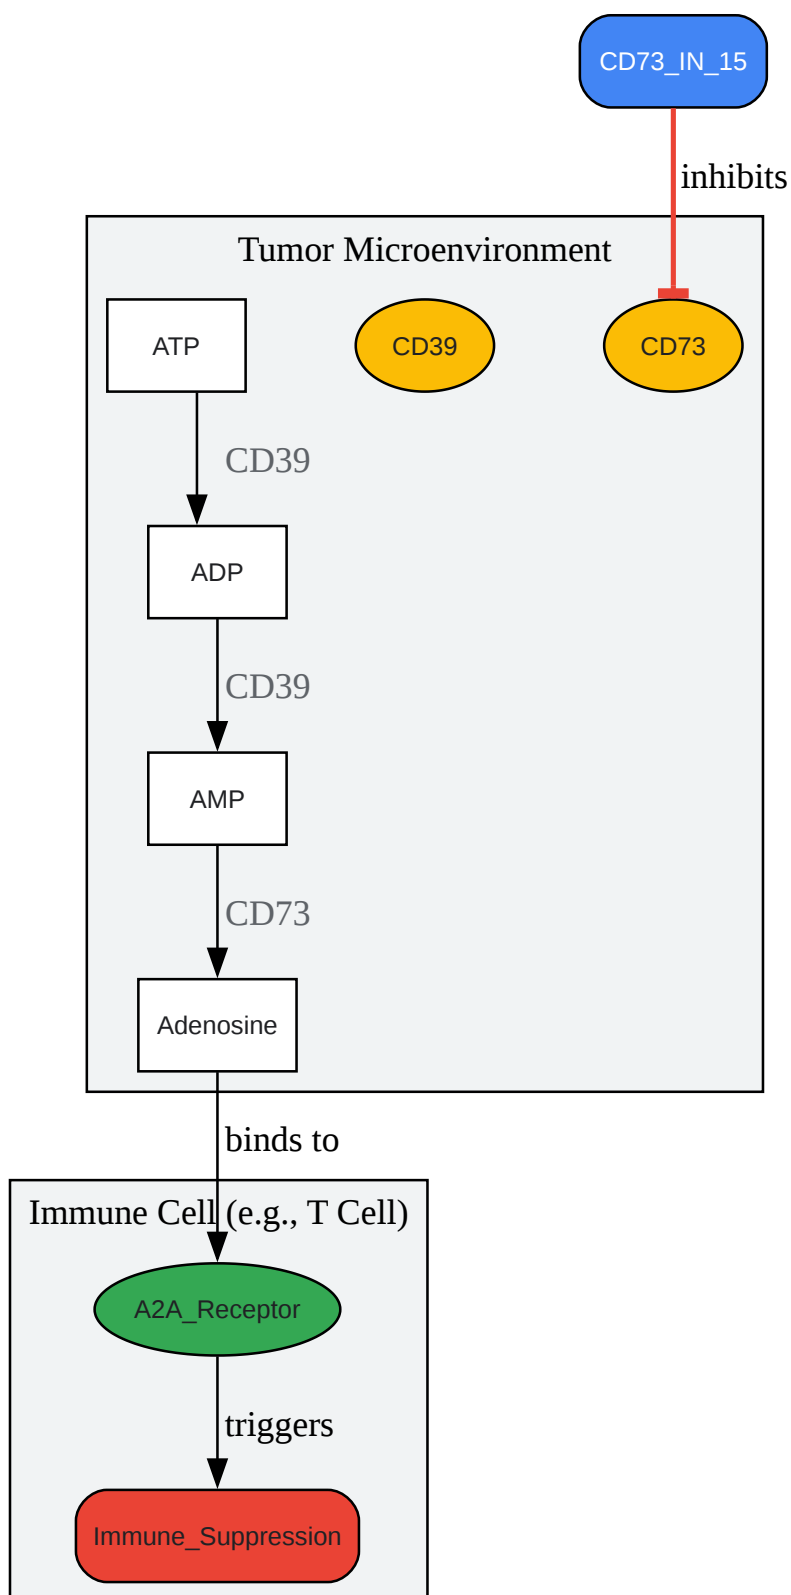 CD73_IN_15
inhibits
Tumor Microenvironment
ATP
CD39
CD73
CD39
ADP
CD39
AMP
CD73
Adenosine
binds to
Immune Cell (e.g., T Cell)
A2A_Receptor
triggers
Immune_Suppression